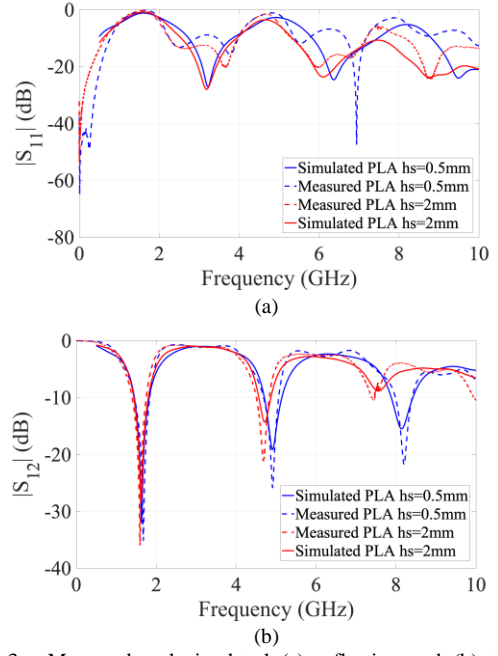 0
-20
-40
-60
-80
|S11| (dB)
Simulated PLA hs=0.5mm
Measured PLA hs=0.5mm
Measured PLA hs=2mm
Simulated PLA hs=2mm
0 2 4 6 8 10
Frequency (GHz)
(a)
0
-10
-20
-30
-40
|S12| (dB)
Simulated PLA hs=0.5mm
Measured PLA hs=0.5mm
Measured PLA hs=2mm
Simulated PLA hs=2mm
0 2 4 6 8 10
Frequency (GHz)
(b)